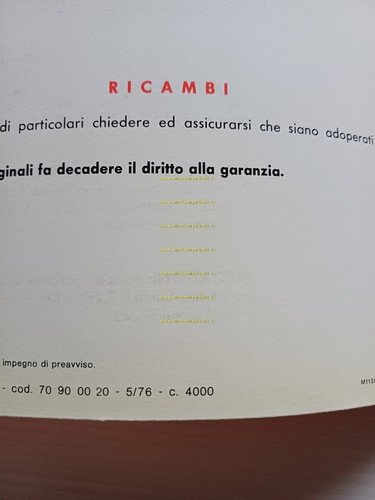 RICAMBI
di particolari chiedere ed assicurarsi che siano adoperati
ginali fa decadere il diritto alla garanzia.
impegno di preavviso.
- cod. 70 90 00 20 - 5/76 - c. 4000
M113